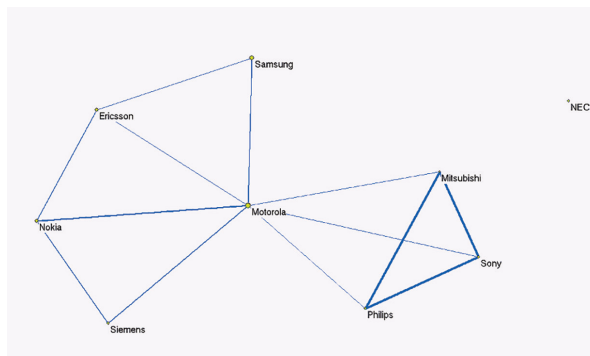 Samsung
NEC
Ericsson
Mitsubishi
Motorola
Nokia
Sony
Philips
Siemens